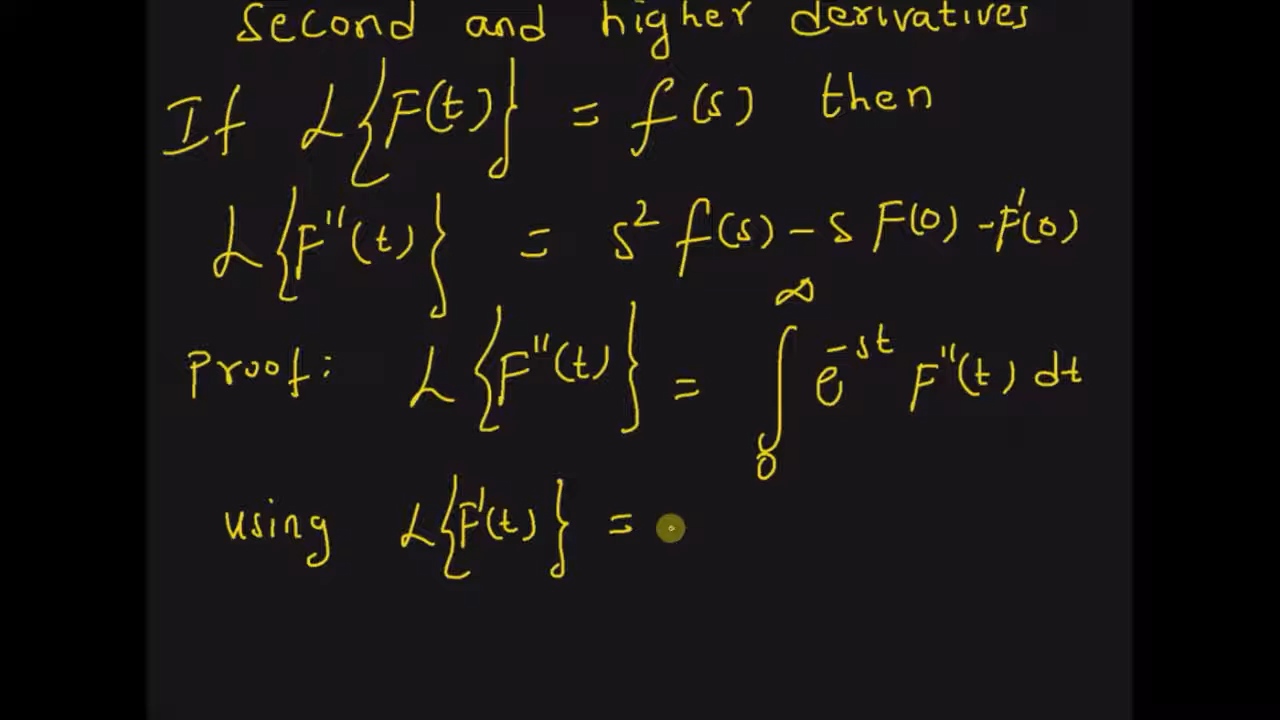 Second and higher derivatives
If ℒ{F(t)} = f(s) then
ℒ{F''(t)} = s² f(s) - s F(0) - F'(0)
Proof: ℒ{F''(t)} = ∫₀^∞ e^{-st} F''(t) dt
using ℒ{F'(t)} =